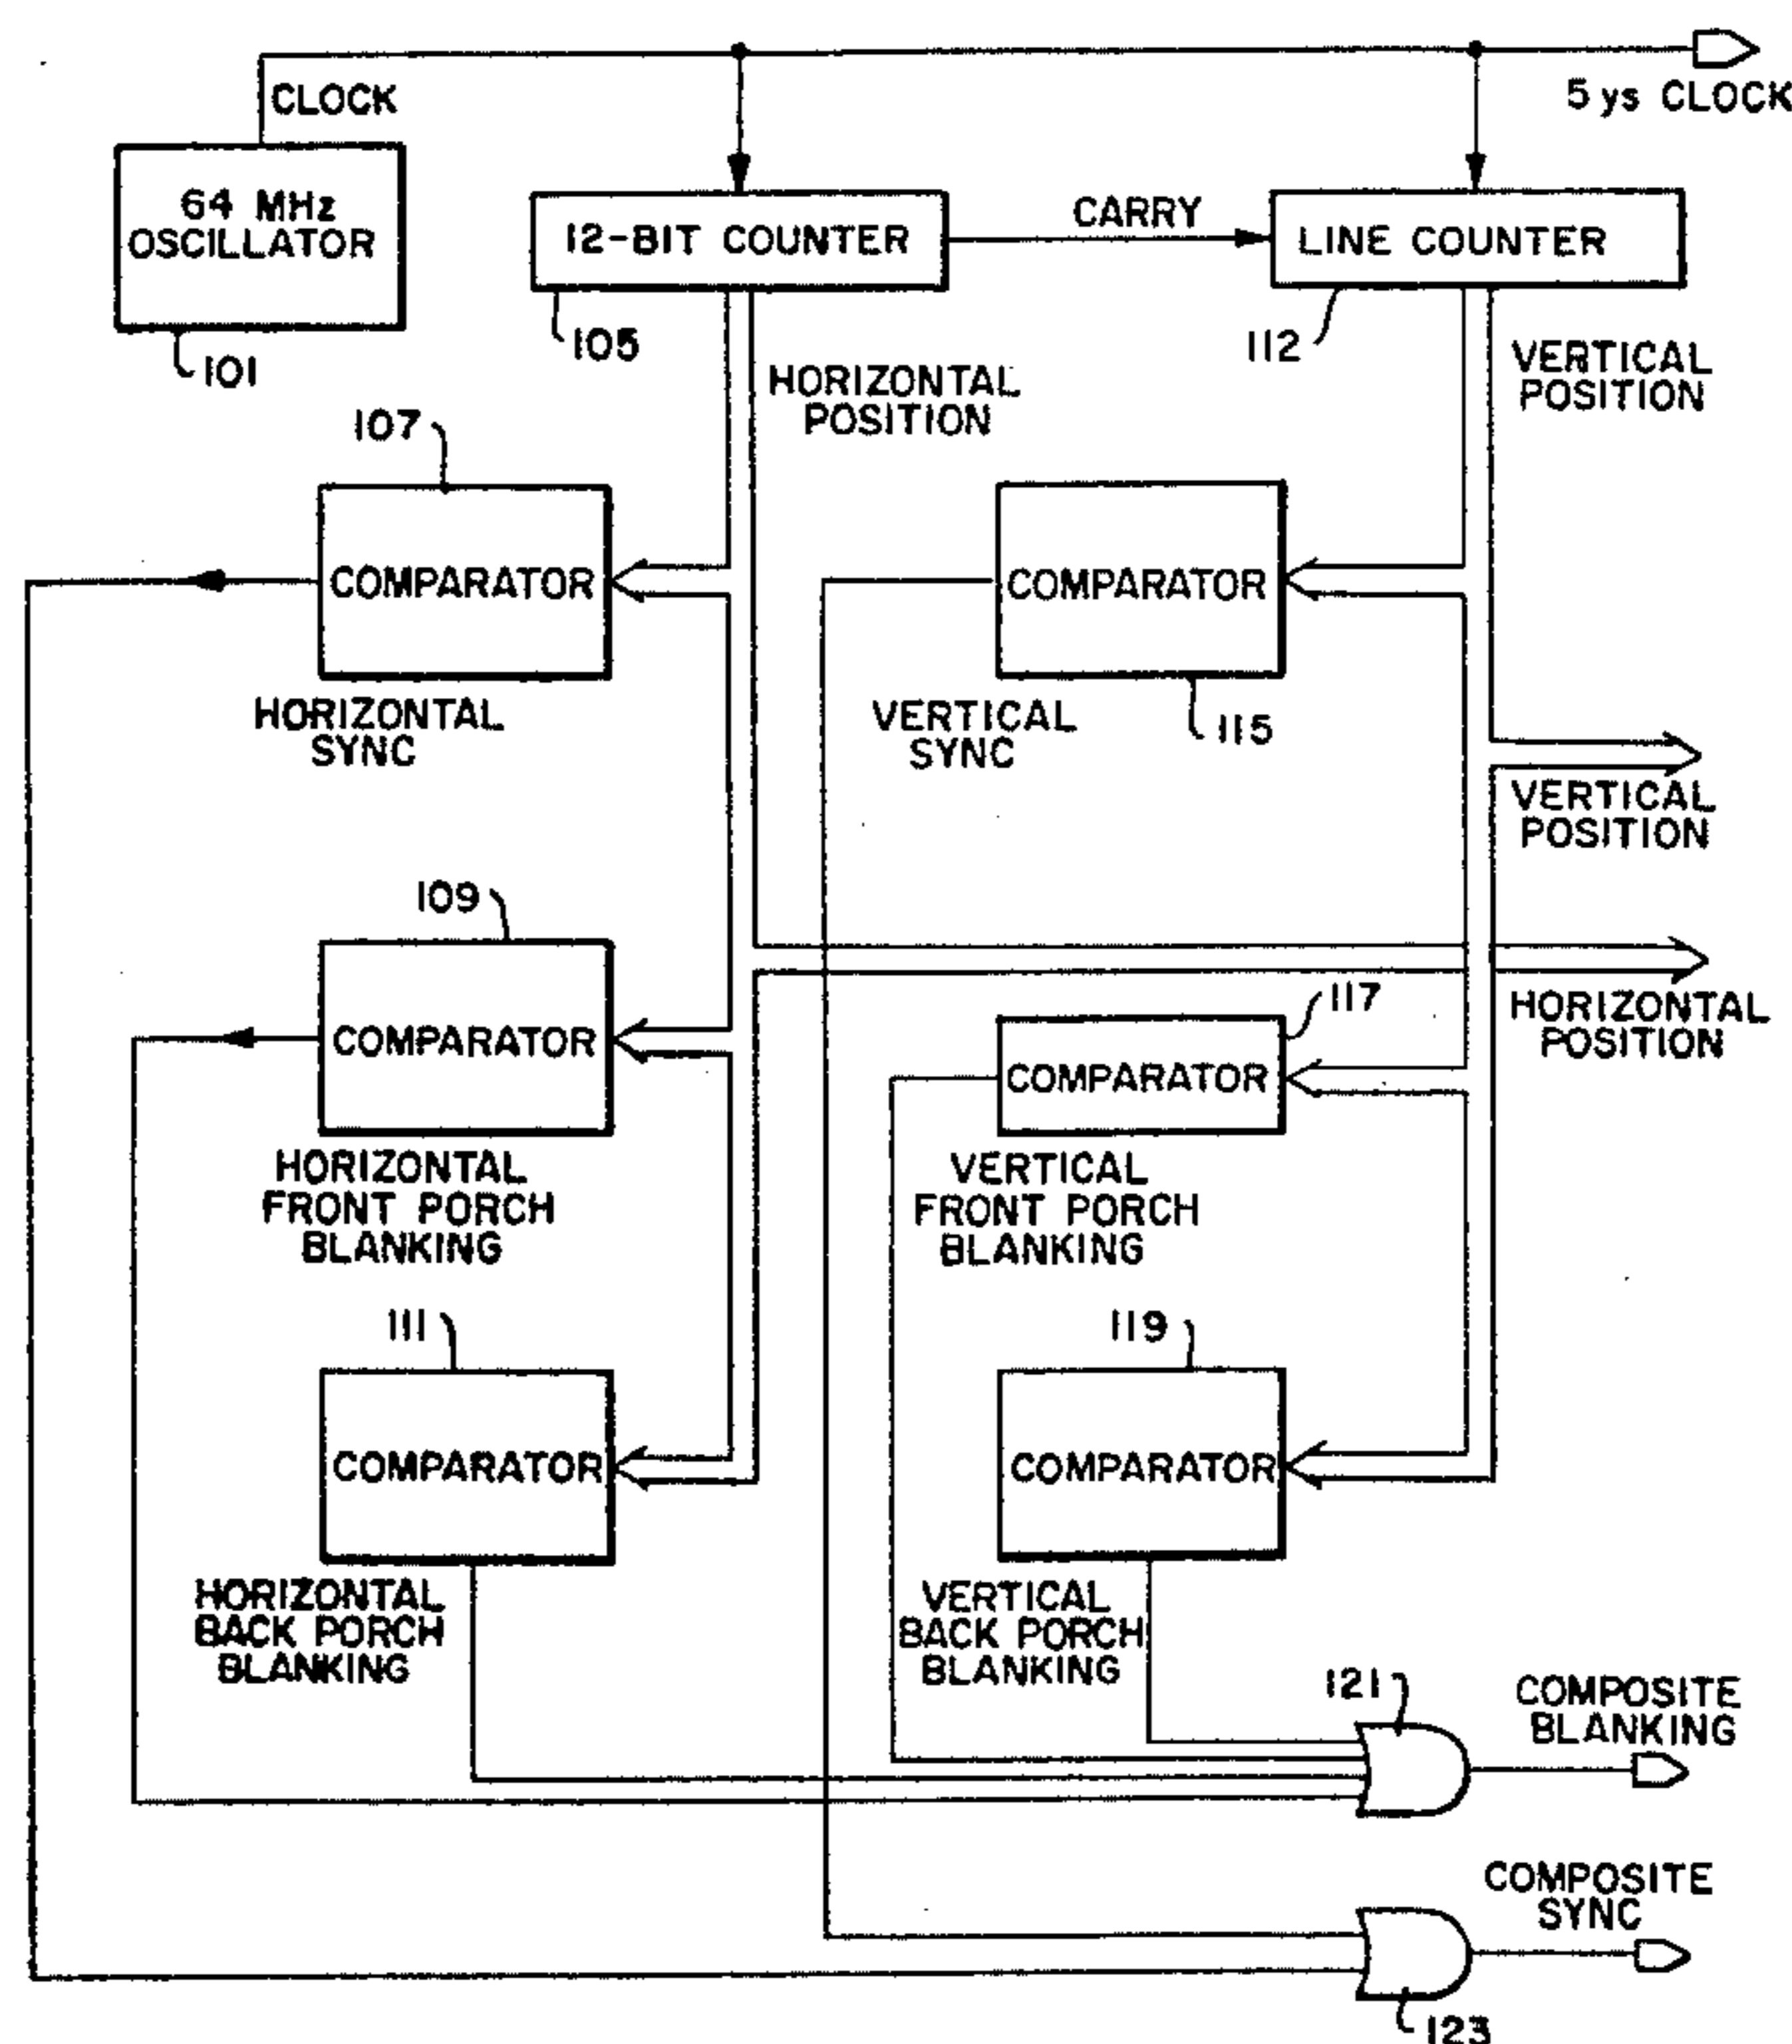 CLOCK
5 ys CLOCK
64 MHz
OSCILLATOR
12-BIT COUNTER
CARRY
LINE COUNTER
101
105
112
HORIZONTAL
POSITION
VERTICAL
POSITION
107
COMPARATOR
COMPARATOR
HORIZONTAL
SYNC
VERTICAL
SYNC
115
VERTICAL
POSITION
109
COMPARATOR
117
COMPARATOR
HORIZONTAL
POSITION
HORIZONTAL
FRONT PORCH
BLANKING
VERTICAL
FRONT PORCH
BLANKING
111
COMPARATOR
119
COMPARATOR
HORIZONTAL
BACK PORCH
BLANKING
VERTICAL
BACK PORCH
BLANKING
121
COMPOSITE
BLANKING
COMPOSITE
SYNC
123